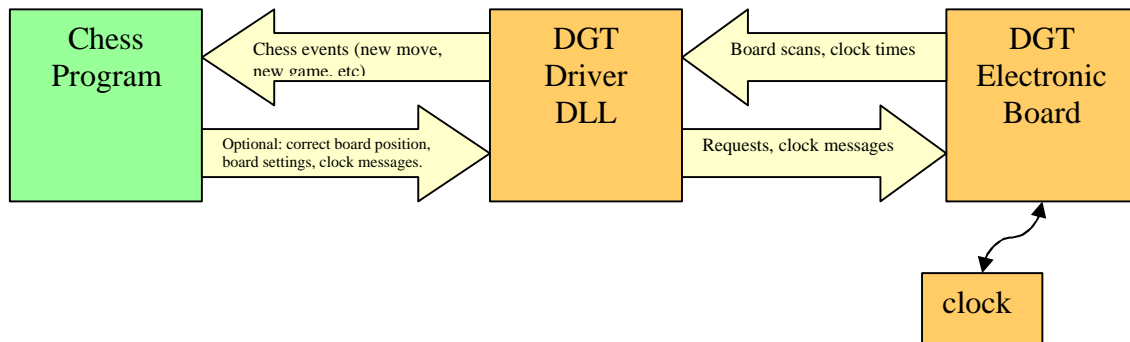 Chess
Program
Chess events (new move,
new game, etc)
Optional: correct board position,
board settings, clock messages.
DGT
Driver
DLL
Board scans, clock times
Requests, clock messages
DGT
Electronic
Board
clock